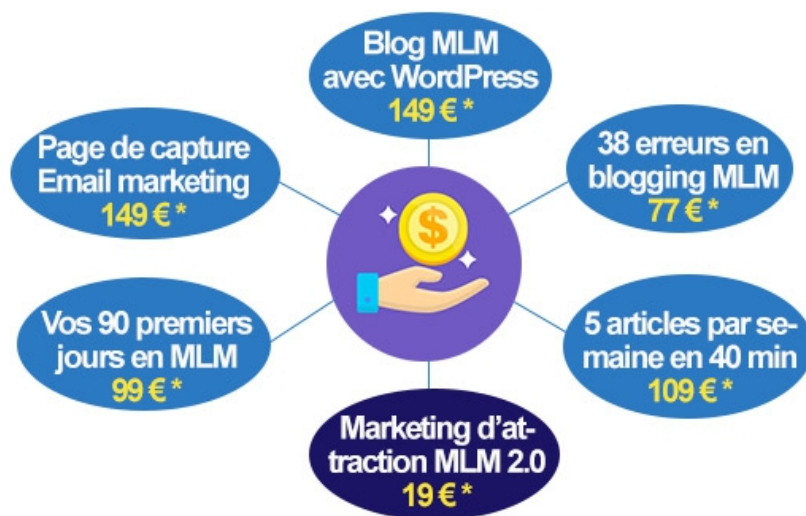 Blog MLM
avec WordPress
149 € *
Page de capture
Email marketing
149 € *
38 erreurs en
blogging MLM
77 € *
$
Vos 90 premiers
jours en MLM
99 € *
5 articles par se-
maine en 40 min
109 € *
Marketing d'at-
traction MLM 2.0
19 € *